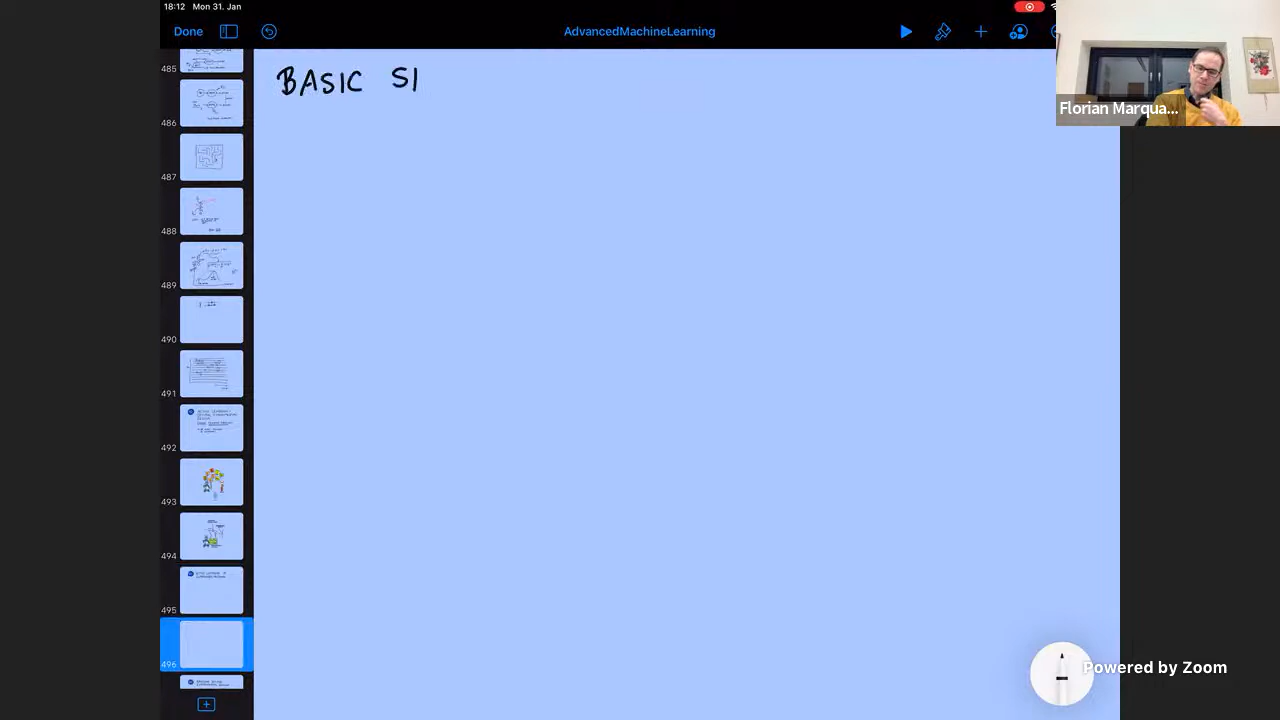 18:12 Mon 31. Jan
Done
AdvancedMachineLearning
BASIC SI
Florian Marqua...
485
486
487
488
489
490
491
492
493
494
495
496
Powered by Zoom